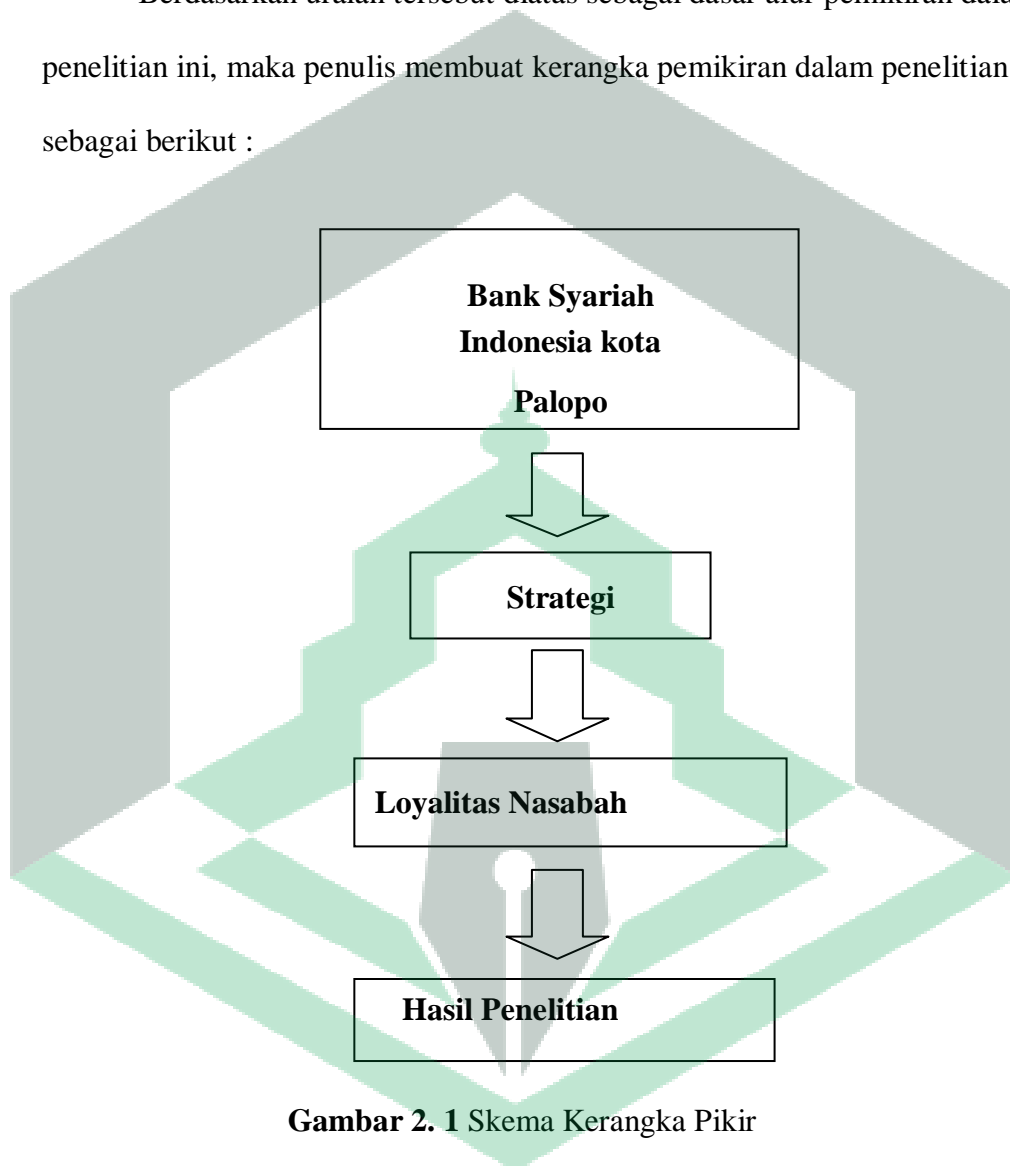 Berdasarkan uraian tersebut diatas sebagai dasar alur pemikiran
penelitian ini, maka penulis membuat kerangka pemikiran dalam penelitian
sebagai berikut :
Bank Syariah
Indonesia kota
Palopo
Strategi
Loyalitas Nasabah
Hasil Penelitian
Gambar 2. 1 Skema Kerangka Pikir